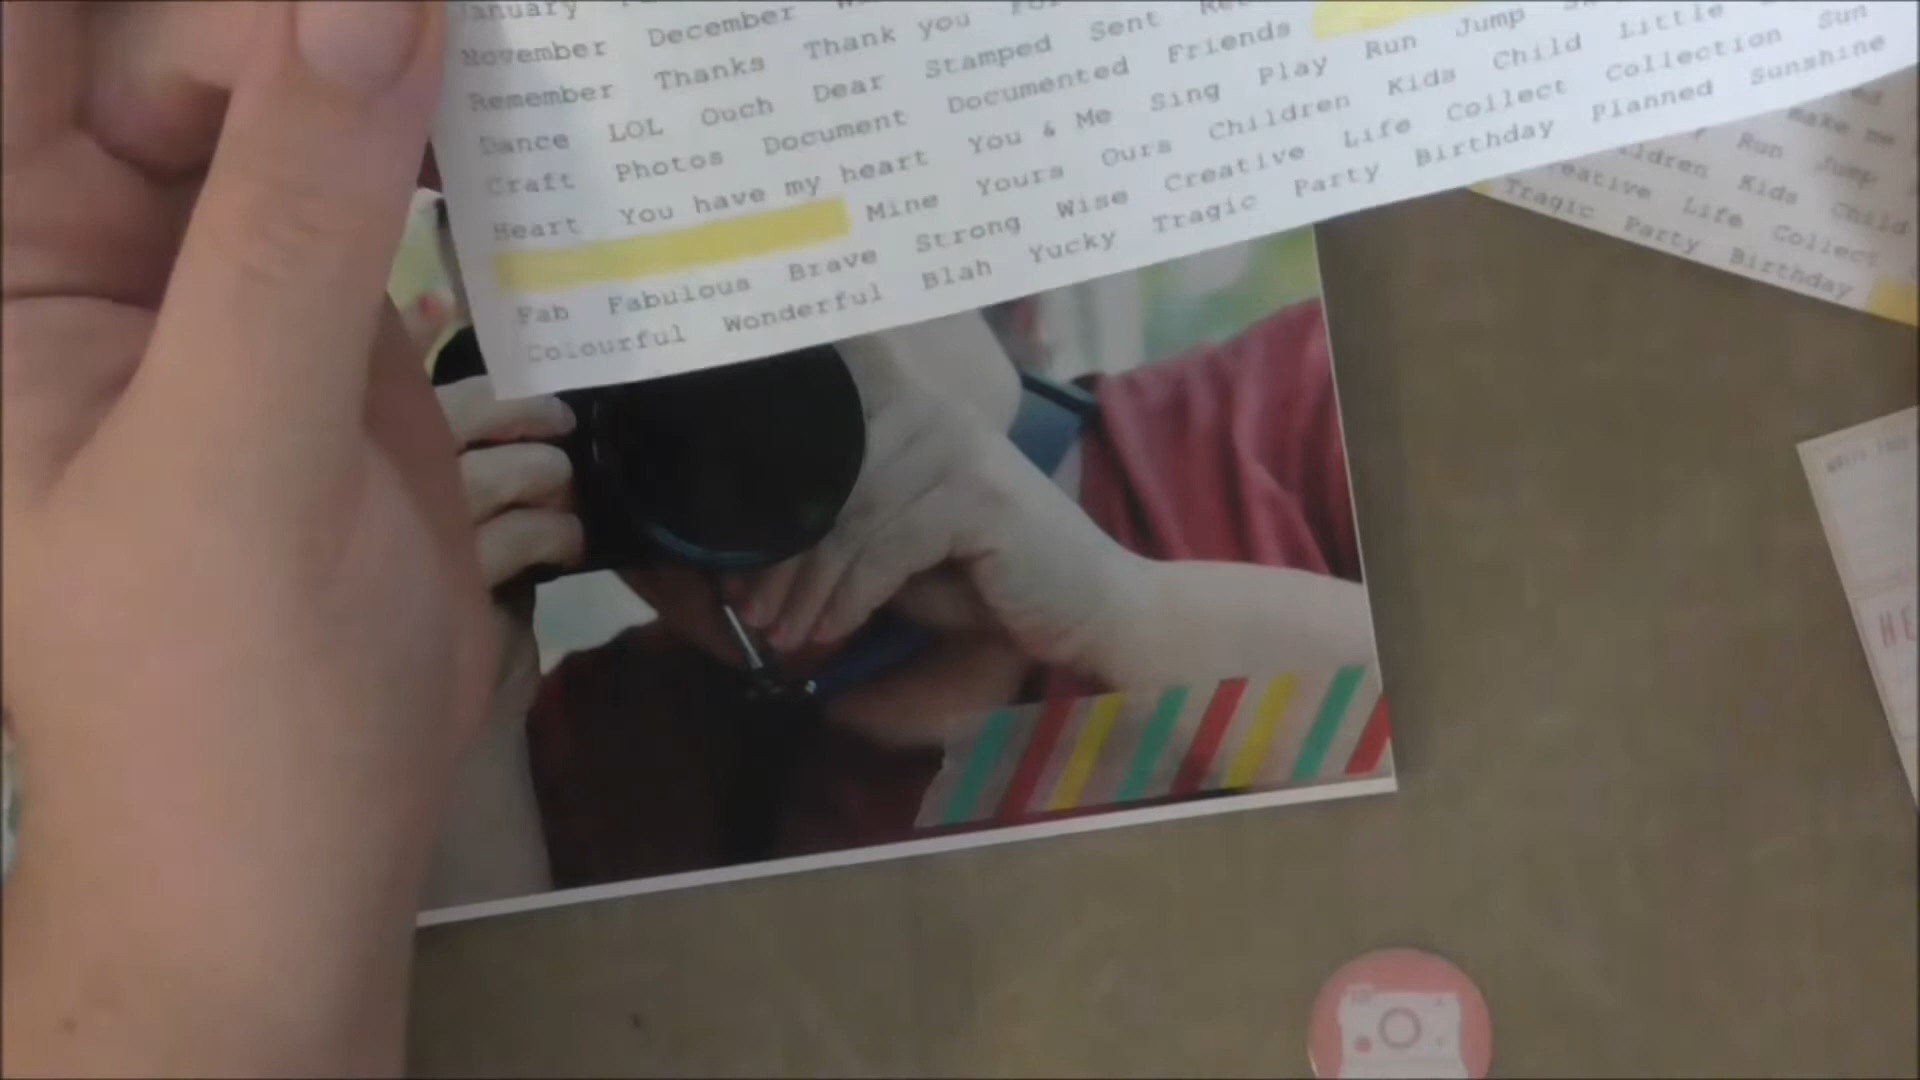 January
November December
Remember Thanks Thank you
Dance LOL Ouch Dear Stamped Sent
Craft Photos Document Documented Friends
Heart You have my heart You & Me Sing Play Run Jump
Mine Yours Ours Children Kids Child Little
Fab Fabulous Brave Strong Wise Creative Life Collect Collection Sun
Colourful Wonderful Blah Yucky Tragic Party Birthday Planned Sunshine
make me
Run Jump
Kids Child
Life Collect
Tragic Party Birthday
HE